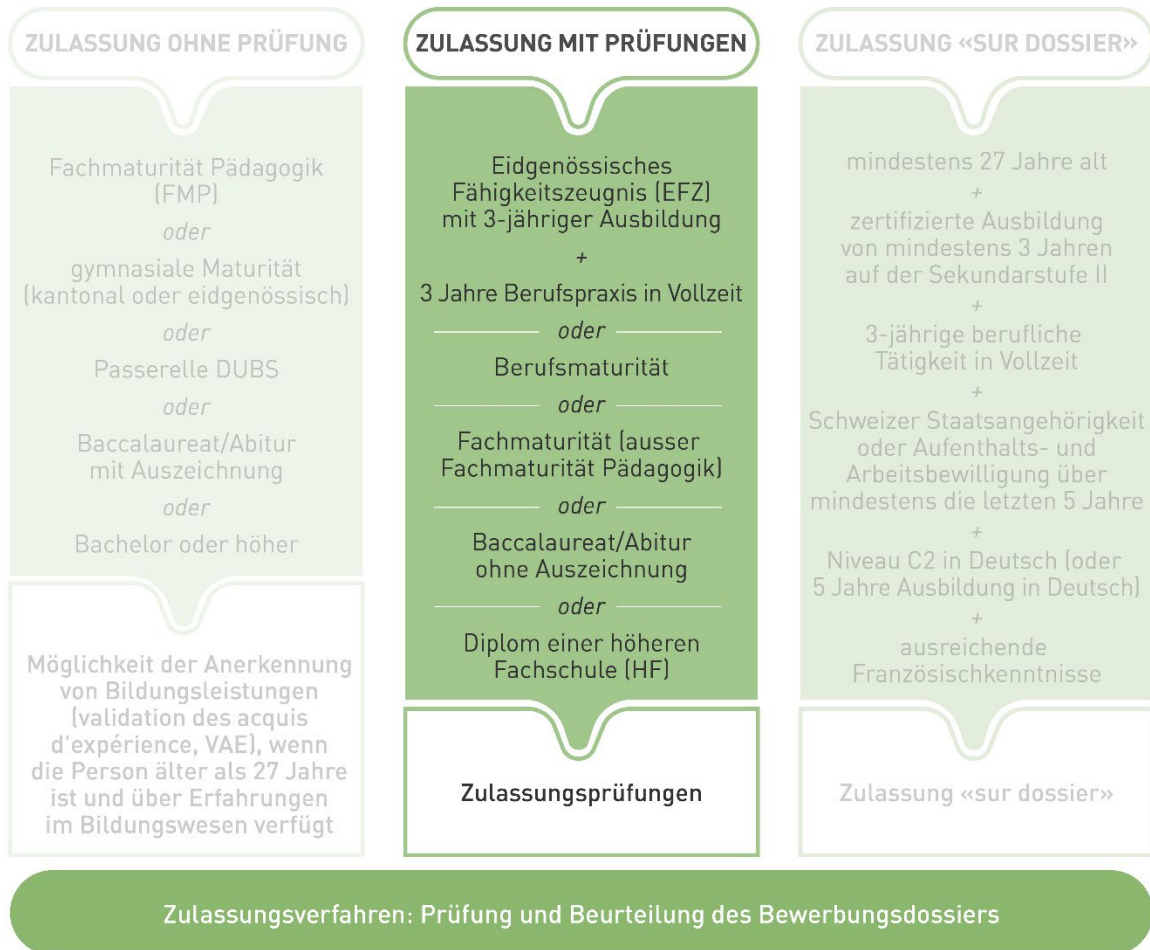 ZULASSUNG OHNE PRÜFUNG
Fachmaturität Pädagogik
(FMP)
oder
gymnasiale Maturität
(kantonal oder eidgenössisch)
oder
Passerelle DUBS
oder
Baccalaureat/Abitur
mit Auszeichnung
oder
Bachelor oder höher
Möglichkeit der Anerkennung
von Bildungsleistungen
(validation des acquis
d'expérience, VAE), wenn
die Person älter als 27 Jahre
ist und über Erfahrungen
im Bildungswesen verfügt
ZULASSUNG MIT PRÜFUNGEN
Eidgenössisches
Fähigkeitszeugnis (EFZ)
mit 3-jähriger Ausbildung
+
3 Jahre Berufspraxis in Vollzeit
oder
Berufsmaturität
oder
Fachmaturität (ausser
Fachmaturität Pädagogik)
oder
Baccalaureat/Abitur
ohne Auszeichnung
oder
Diplom einer höheren
Fachschule (HF)
Zulassungsprüfungen
ZULASSUNG «SUR DOSSIER»
mindestens 27 Jahre alt
+
zertifizierte Ausbildung
von mindestens 3 Jahren
auf der Sekundarstufe II
+
3-jährige berufliche
Tätigkeit in Vollzeit
+
Schweizer Staatsangehörigkeit
oder Aufenthalts- und
Arbeitsbewilligung über
mindestens die letzten 5 Jahre
+
Niveau C2 in Deutsch (oder
5 Jahre Ausbildung in Deutsch)
+
ausreichende
Französischkenntnisse
Zulassung «sur dossier»
Zulassungsverfahren: Prüfung und Beurteilung des Bewerbungsdossiers